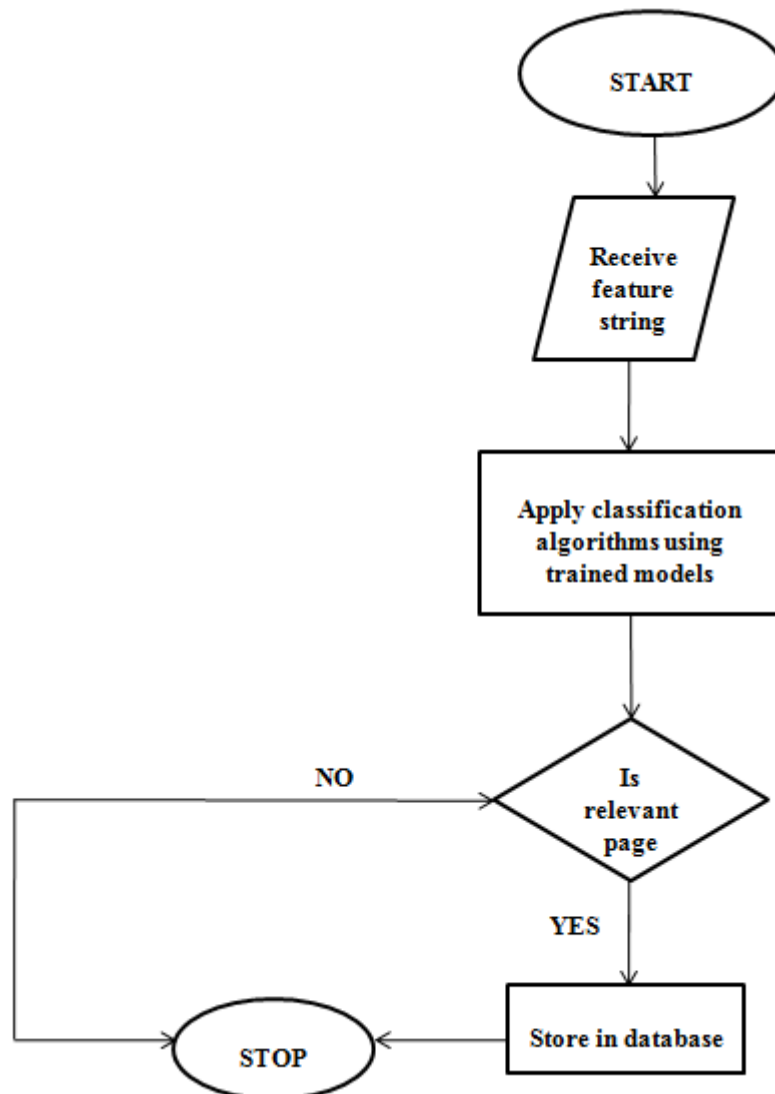 START
Receive
feature
string
Apply classification
algorithms using
trained models
NO
Is
relevant
page
YES
Store in database
STOP